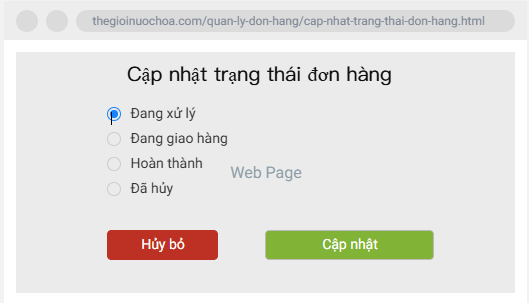 thegioinuochoa.com/quan-ly-don-hang/cap-nhat-trang-thai-don-hang.html
Cập nhật trạng thái đơn hàng
Đang xử lý
Đang giao hàng
Hoàn thành
Web Page
Đã hủy
Hủy bỏ
Cập nhật